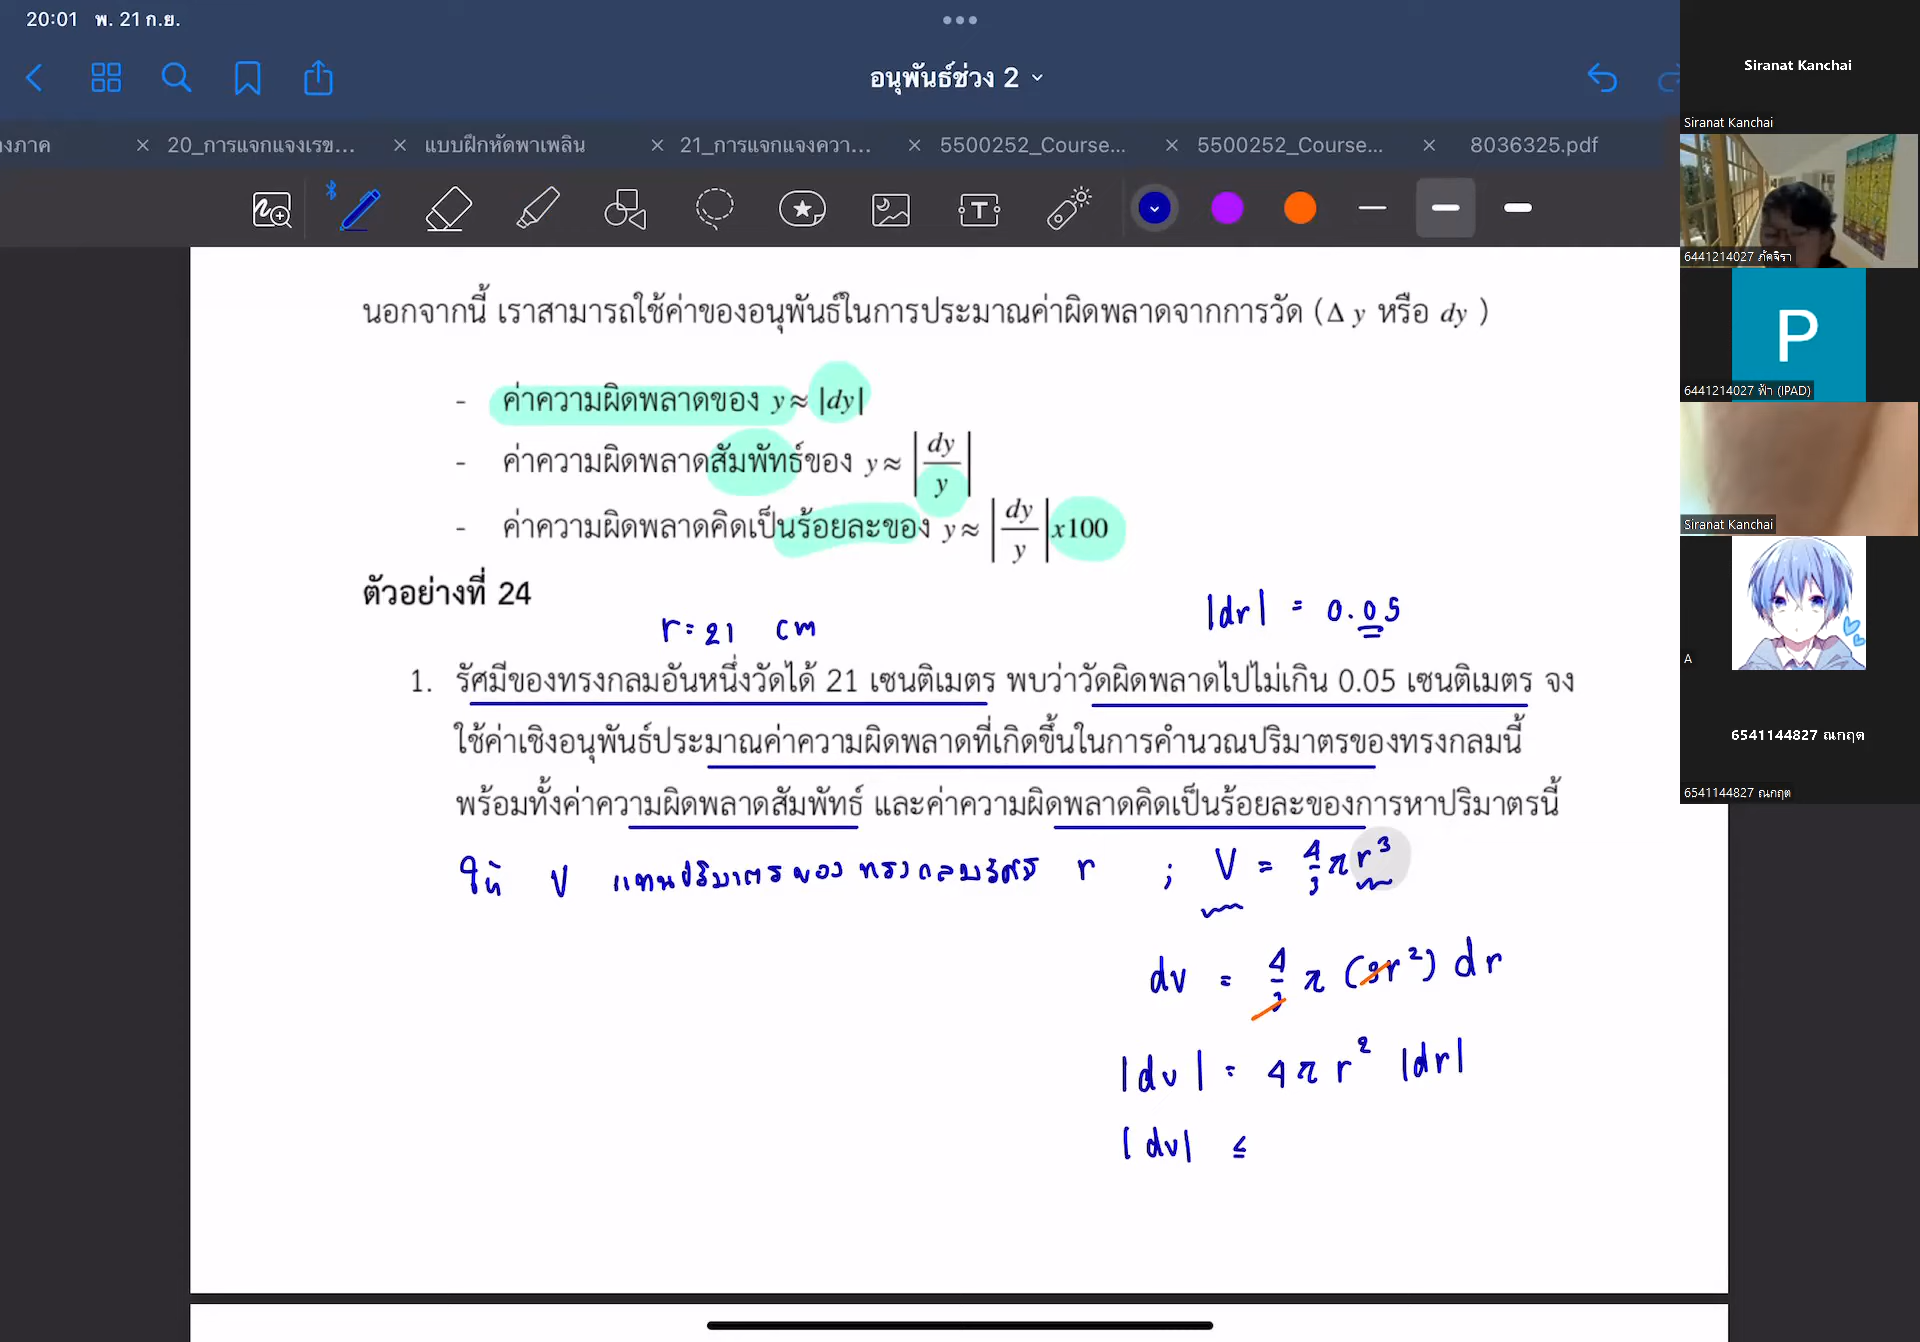 20:01 พ. 21 ก.ย.
อนุพันธ์ช่วง 2
งภาค × 20_การแจกแจงเรข... × แบบฝึกหัดพาเพลิน × 21_การแจกแจงควา... × 5500252_Course... × 5500252_Course... × 8036325.pdf
นอกจากนี้ เราสามารถใช้ค่าของอนุพันธ์ในการประมาณค่าผิดพลาดจากการวัด (Δ y หรือ dy )
- ค่าความผิดพลาดของ y ≈ |dy|
- ค่าความผิดพลาดสัมพัทธ์ของ y ≈ |dy/y|
- ค่าความผิดพลาดคิดเป็นร้อยละของ y ≈ |dy/y| x100
ตัวอย่างที่ 24
r = 21 cm |dr| = 0.05
1. รัศมีของทรงกลมอันหนึ่งวัดได้ 21 เซนติเมตร พบว่าวัดผิดพลาดไปไม่เกิน 0.05 เซนติเมตร จง
ใช้ค่าเชิงอนุพันธ์ประมาณค่าความผิดพลาดที่เกิดขึ้นในการคำนวณปริมาตรของทรงกลมนี้
พร้อมทั้งค่าความผิดพลาดสัมพัทธ์ และค่าความผิดพลาดคิดเป็นร้อยละของการหาปริมาตรนี้
ให้ V แทนปริมาตรของทรงกลมรัศมี r ; V = 4/3 π r³
dv = 4/3 π (3r²) dr
|dv| = 4 π r² |dr|
|dv| ≤
Siranat Kanchai
Siranat Kanchai
6441214027 ภัคจิรา
P
6441214027 ฟ้า (IPAD)
Siranat Kanchai
A
6541144827 ณกฤต
6541144827 ณกฤต